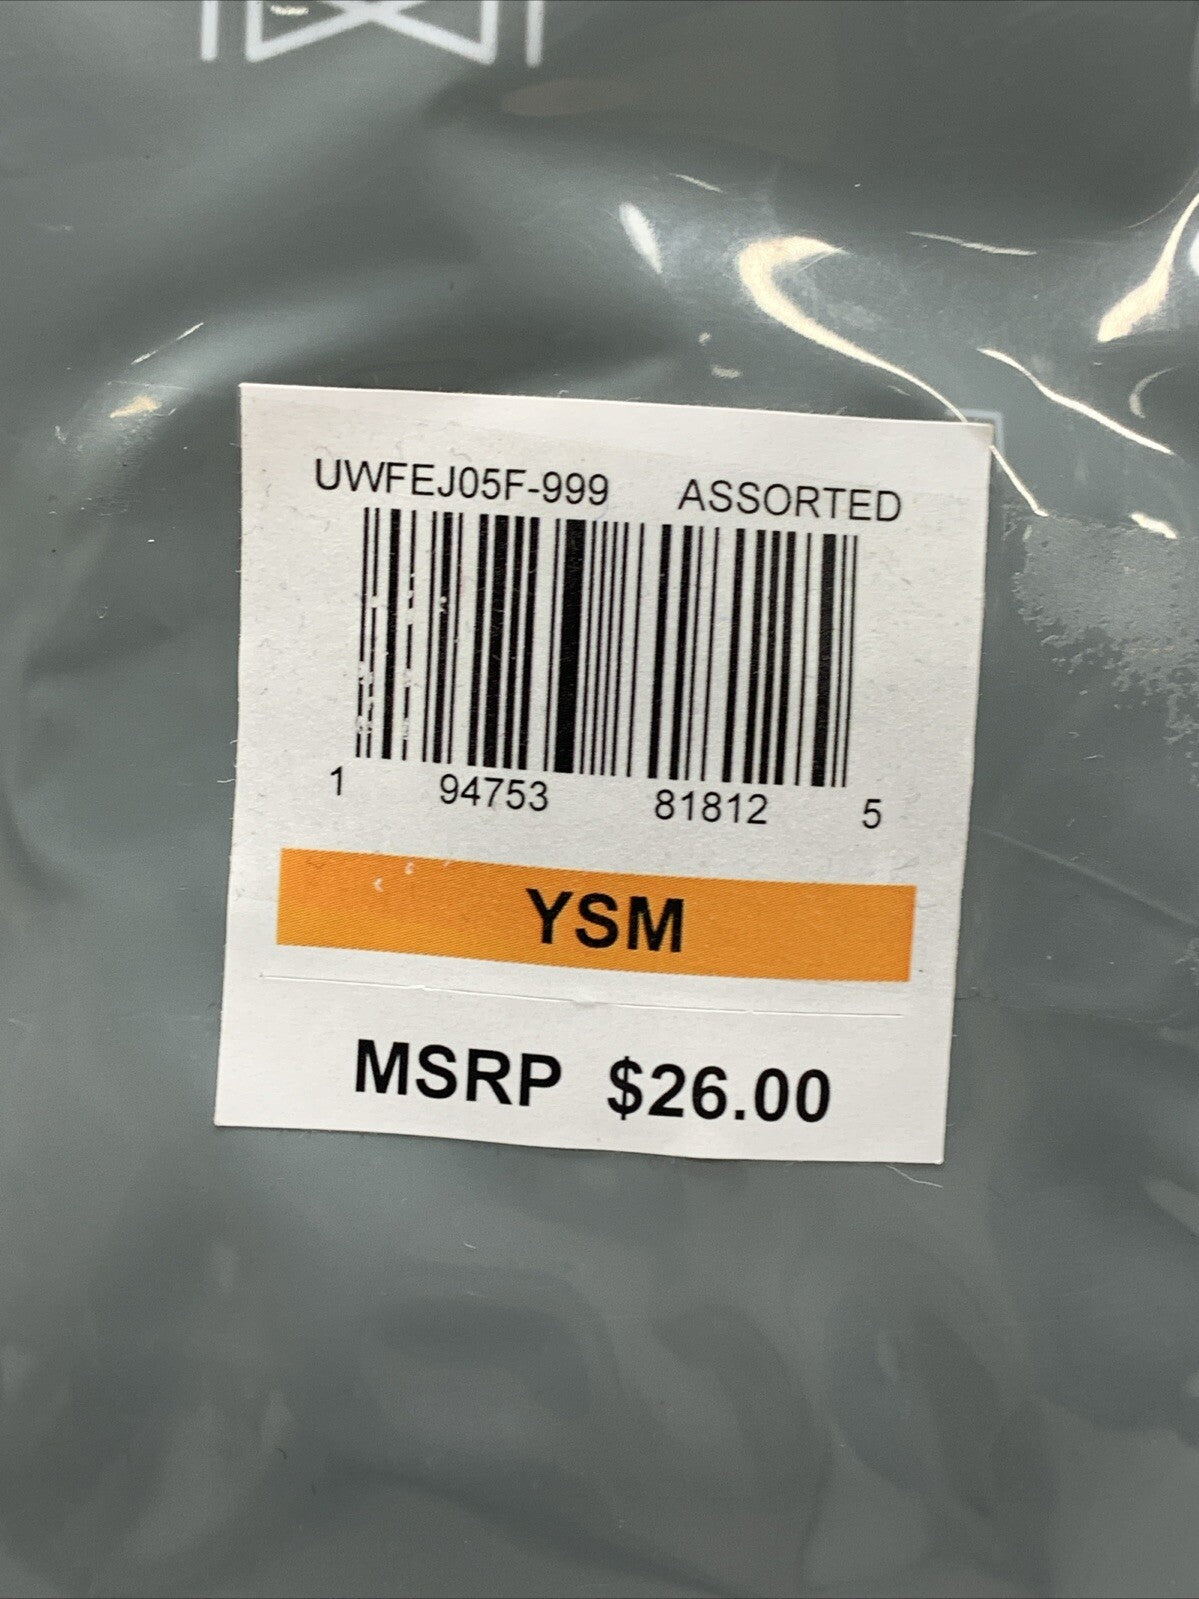 UWFEJ05F-999 ASSORTED
1 94753 81812 5
YSM
MSRP $26.00